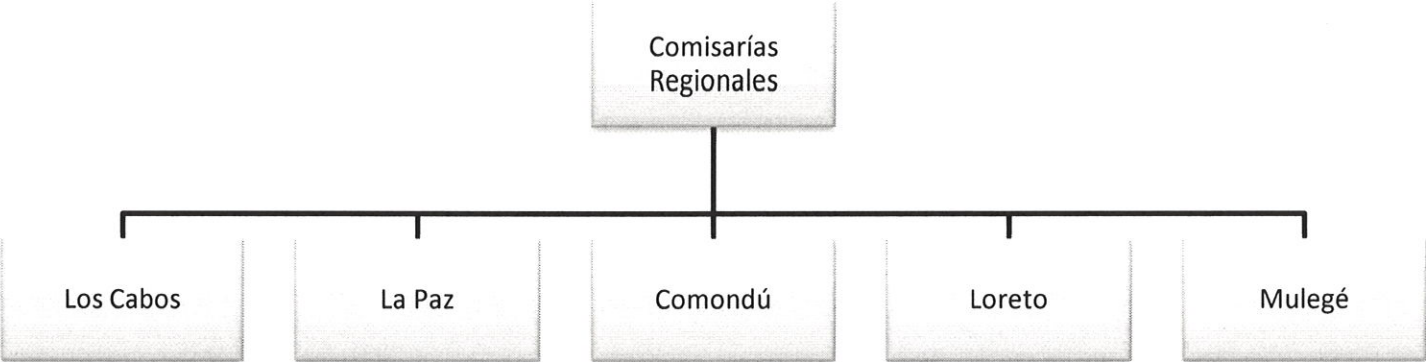 Comisarías
Regionales
Los Cabos
La Paz
Comondú
Loreto
Mulegé